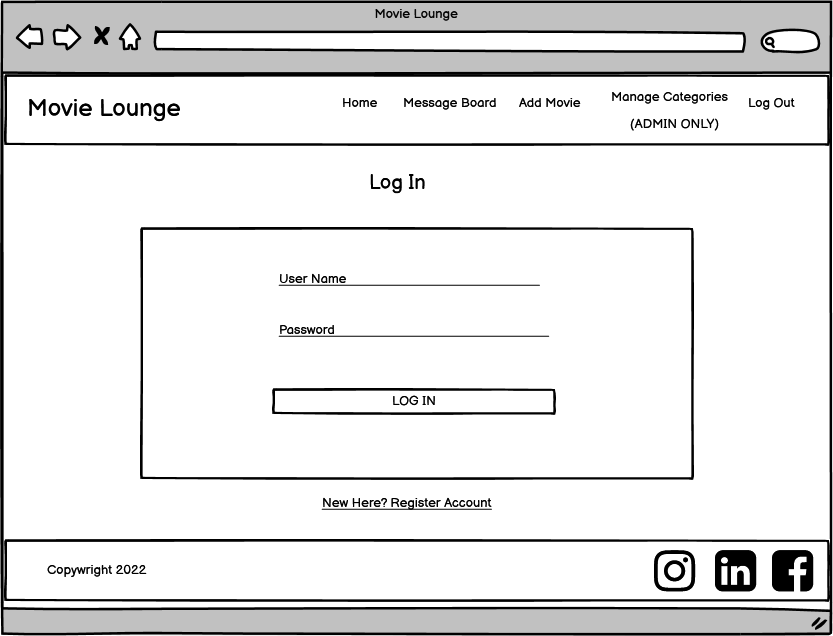 Movie Lounge
Movie Lounge
Home Message Board Add Movie Manage Categories Log Out
(ADMIN ONLY)
Log In
User Name
Password
LOG IN
New Here? Register Account
Copywright 2022
in f